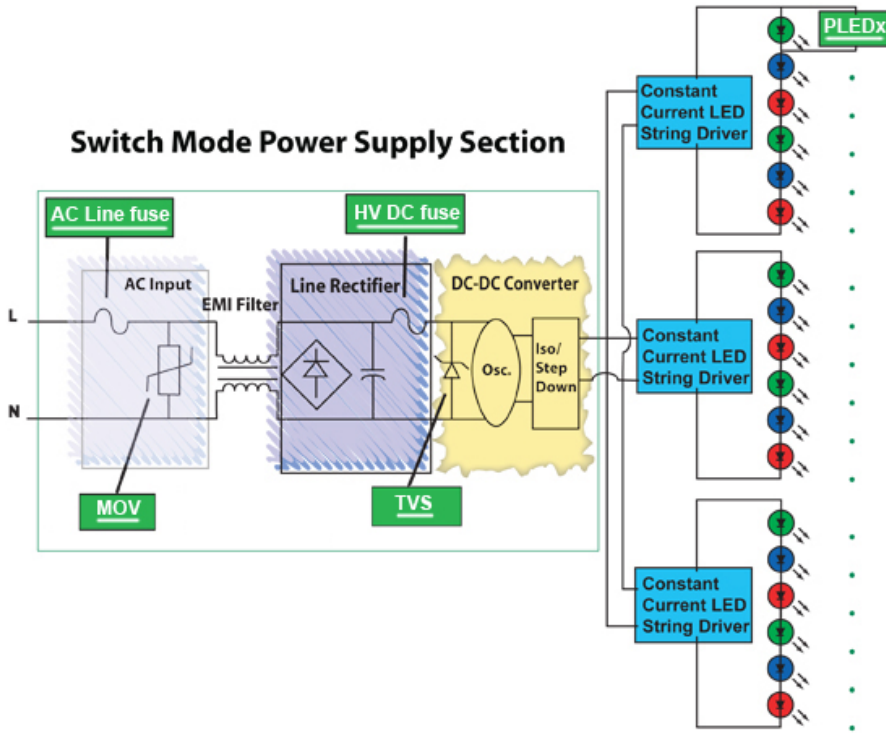 PLEDx
Constant
Current LED
String Driver
Switch Mode Power Supply Section
AC Line fuse
HV DC fuse
AC Input
EMI Filter
Line Rectifier
DC-DC Converter
L
N
Osc.
Iso/
Step
Down
Constant
Current LED
String Driver
MOV
TVS
Constant
Current LED
String Driver